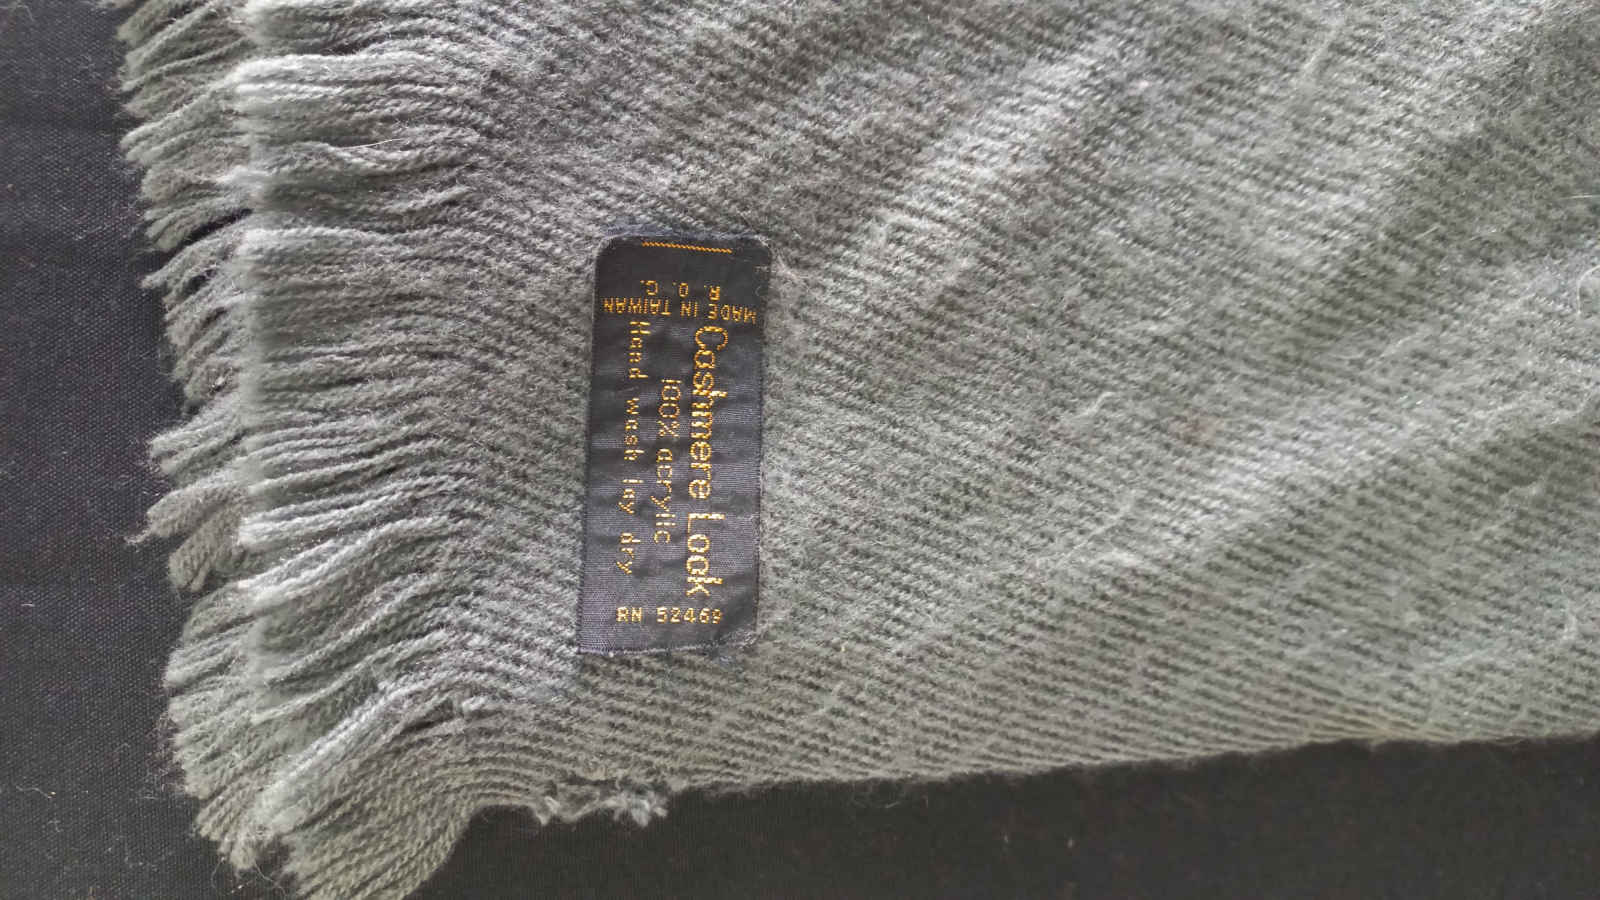 MADE IN TAIWAN
R. O. C.
Cashmere Look
100% acrylic
Hand wash lay dry
RN 52469